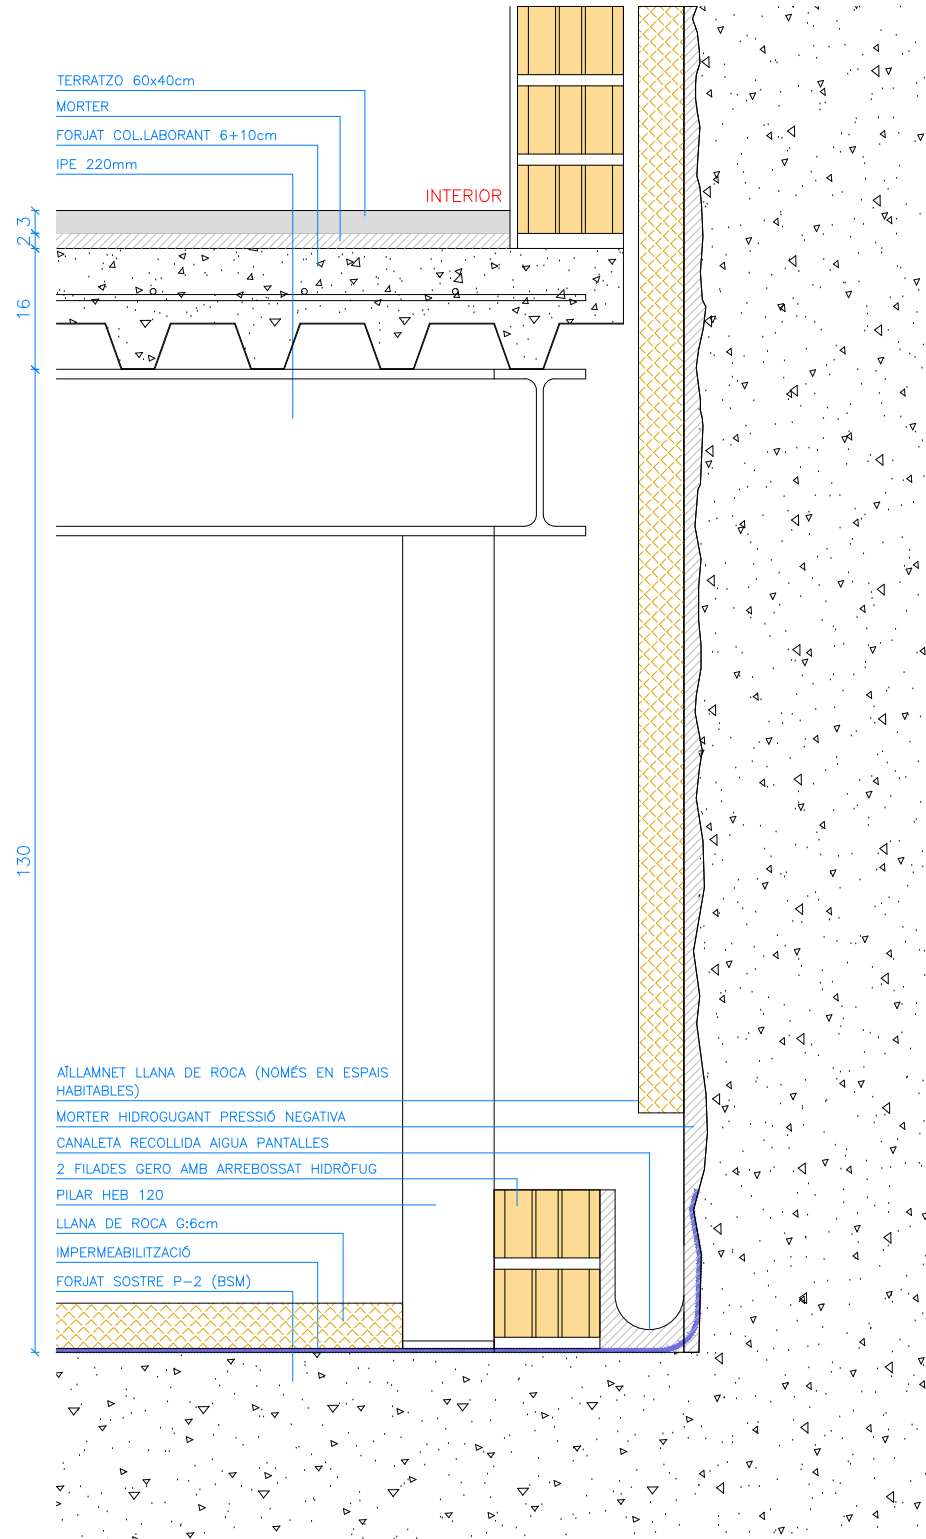 TERRATZO 60x40cm
MORTER
FORJAT COL.LABORANT 6+10cm
IPE 220mm
INTERIOR
3
2
16
130
AÏLLAMNET LLANA DE ROCA (NOMÉS EN ESPAIS
HABITABLES)
MORTER HIDROGUGANT PRESSIÓ NEGATIVA
CANALETA RECOLLIDA AIGUA PANTALLES
2 FILADES GERO AMB ARREBOSSAT HIDRÒFUG
PILAR HEB 120
LLANA DE ROCA G:6cm
IMPERMEABILITZACIÓ
FORJAT SOSTRE P-2 (BSM)